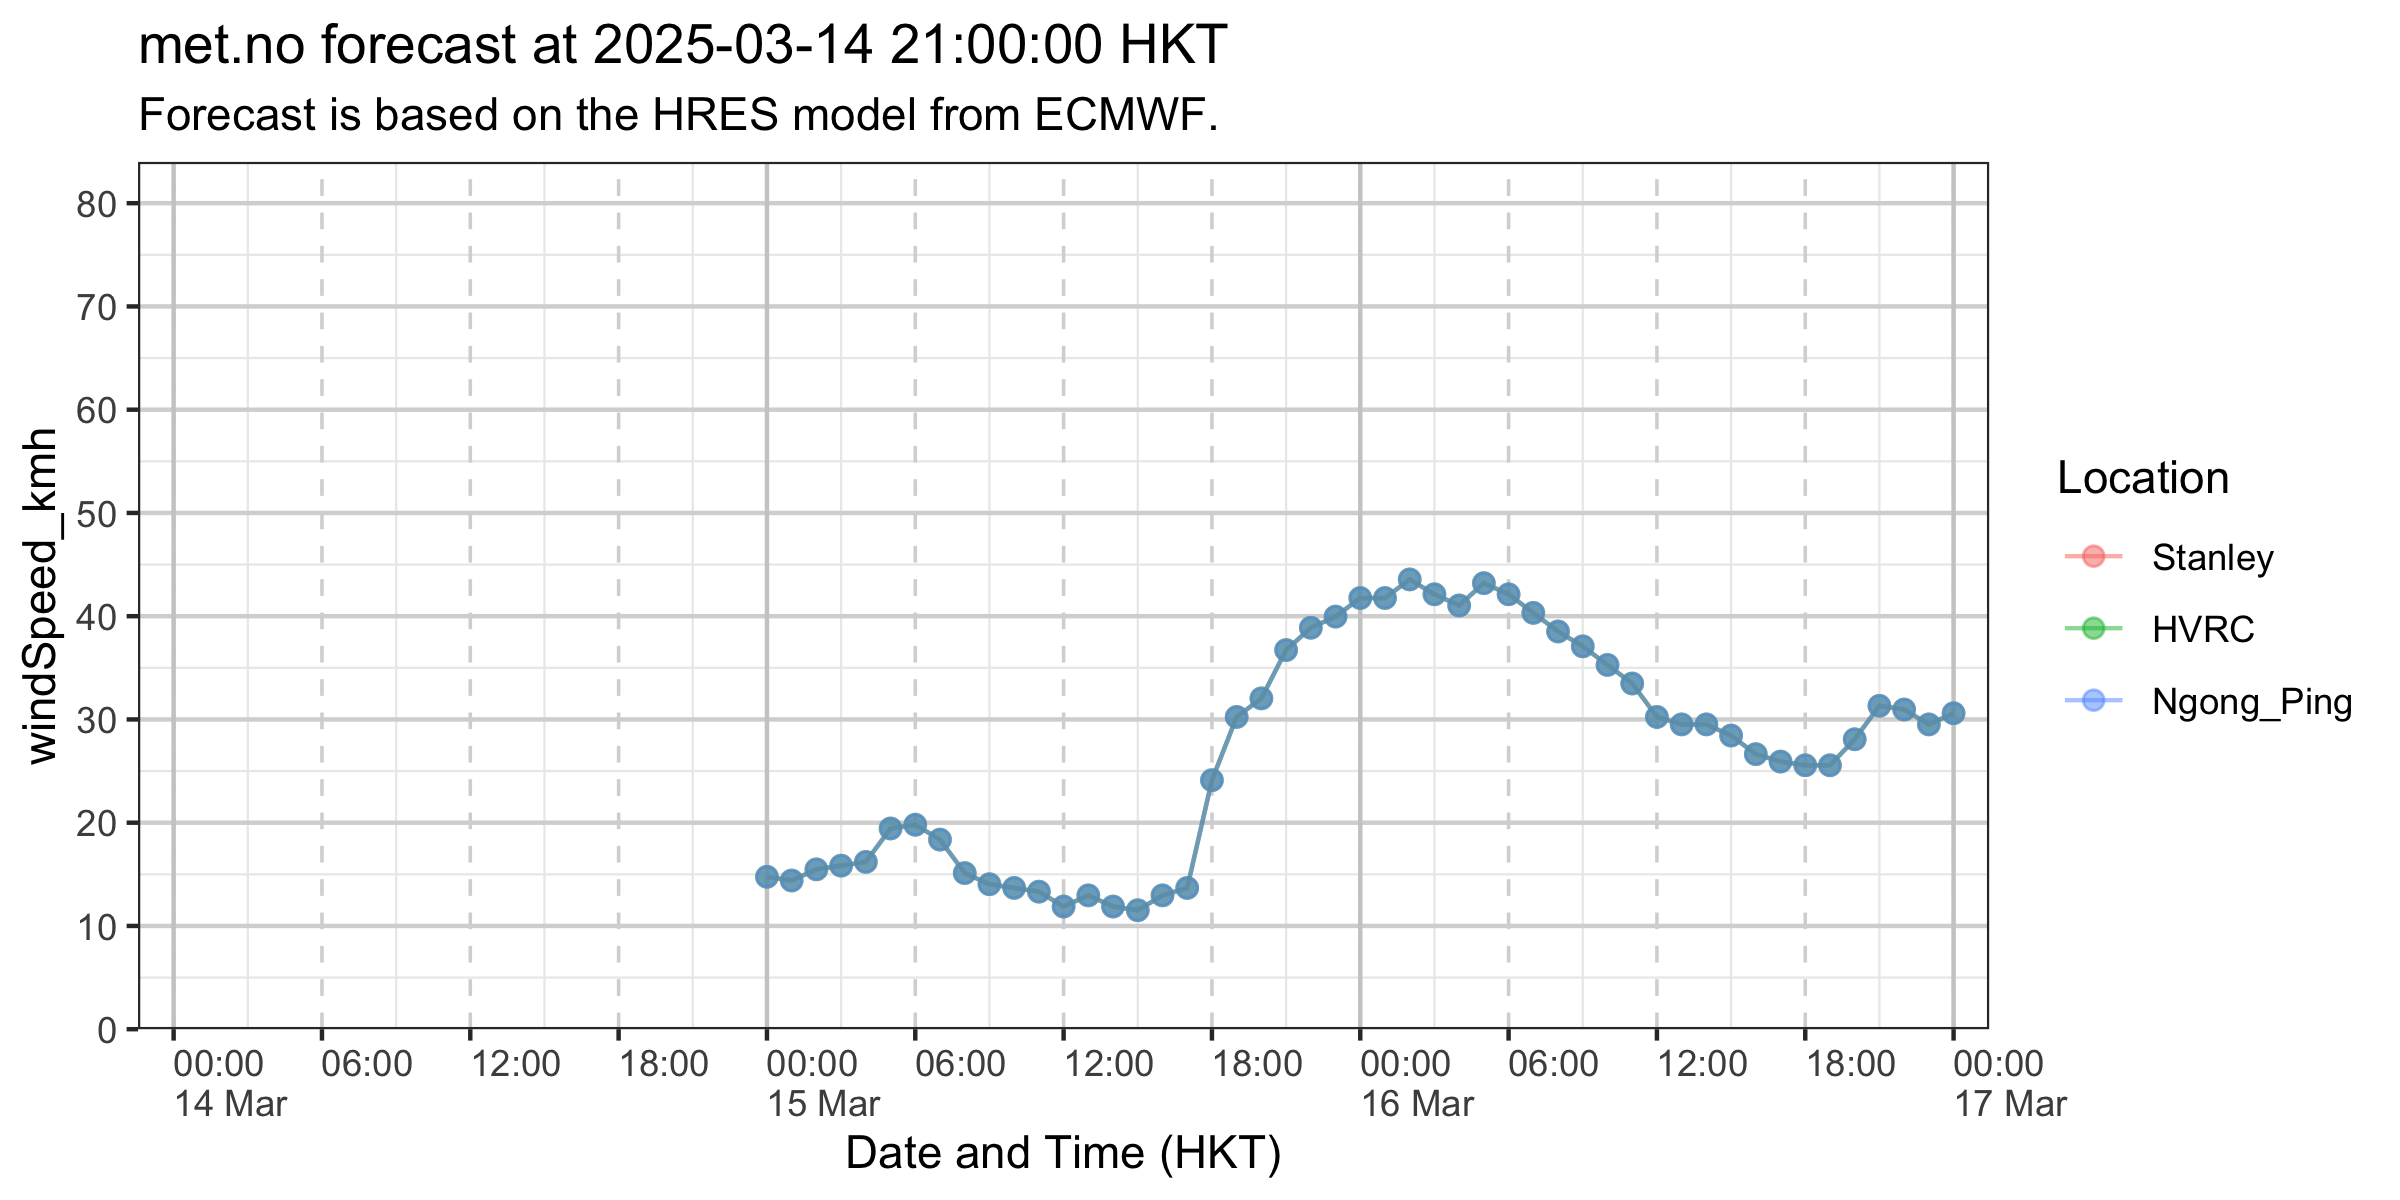 met.no forecast at 2025-03-14 21:00:00 HKT
Forecast is based on the HRES model from ECMWF.
windSpeed_kmh
80
70
60
50
40
30
20
10
0
00:00 06:00 12:00 18:00 00:00 06:00 12:00 18:00 00:00 06:00 12:00 18:00 00:00
14 Mar 15 Mar 16 Mar 17 Mar
Date and Time (HKT)
Location
Stanley
HVRC
Ngong_Ping